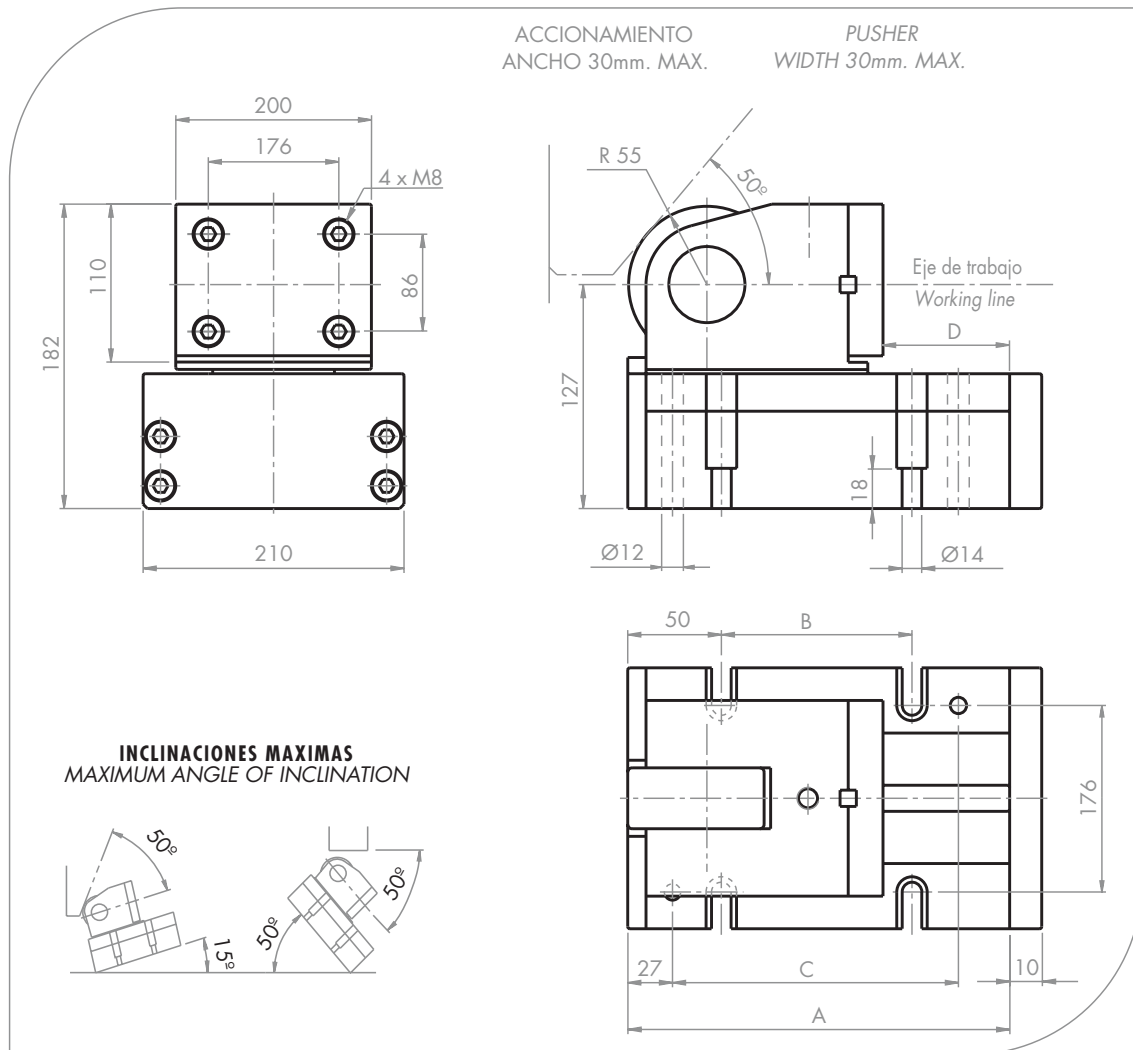 ACCIONAMIENTO
ANCHO 30mm. MAX.
PUSHER
WIDTH 30mm. MAX.
200
176
4 x M8
110
86
182
210
R 55
50º
Eje de trabajo
Working line
D
127
18
Ø12
Ø14
50
B
176
27
C
10
A
INCLINACIONES MAXIMAS
MAXIMUM ANGLE OF INCLINATION
50º
15º
50º
50º